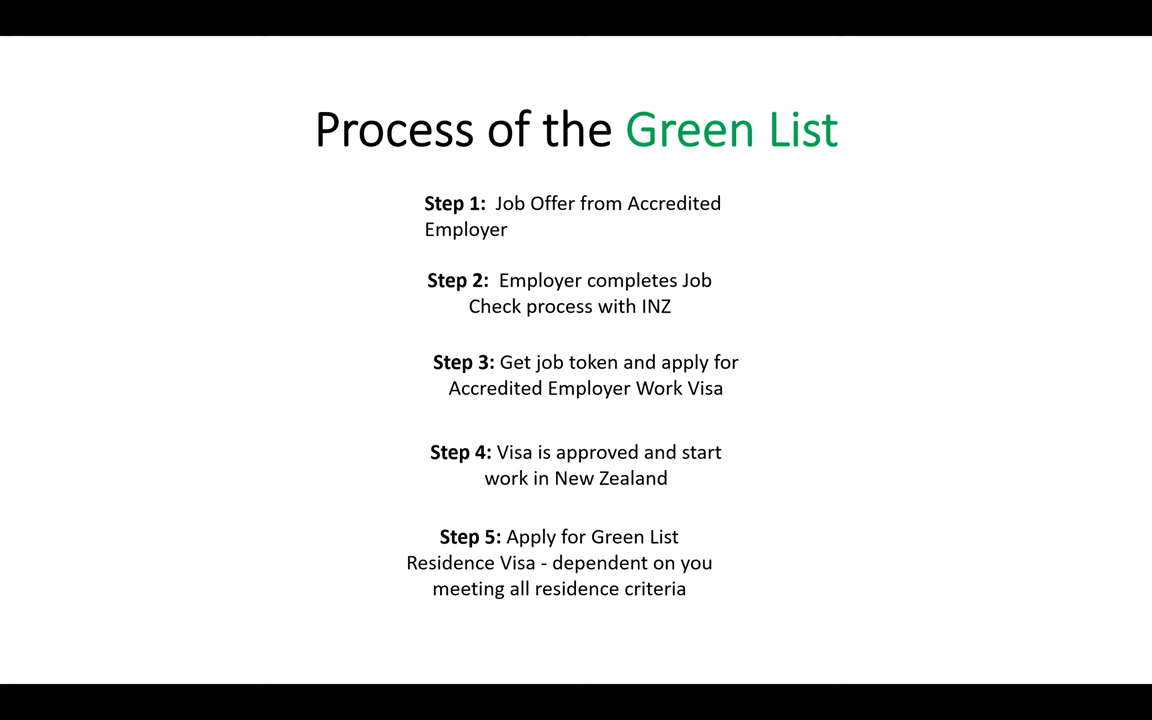 Process of the Green List
Step 1: Job Offer from Accredited
Employer
Step 2: Employer completes Job
Check process with INZ
Step 3: Get job token and apply for
Accredited Employer Work Visa
Step 4: Visa is approved and start
work in New Zealand
Step 5: Apply for Green List
Residence Visa - dependent on you
meeting all residence criteria